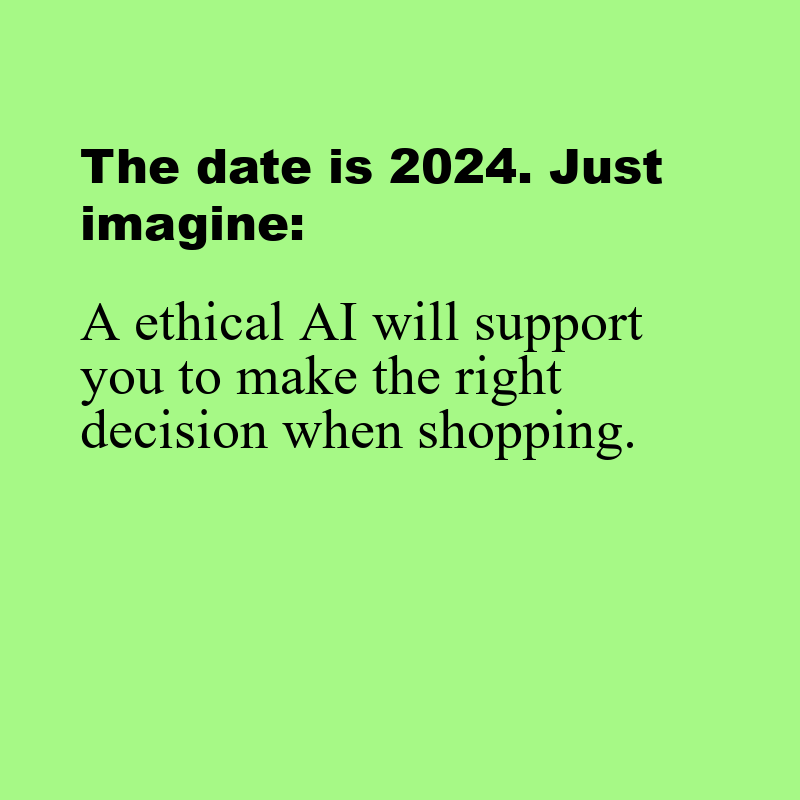 The date is 2024. Just
imagine:
A ethical AI will support
you to make the right
decision when shopping.